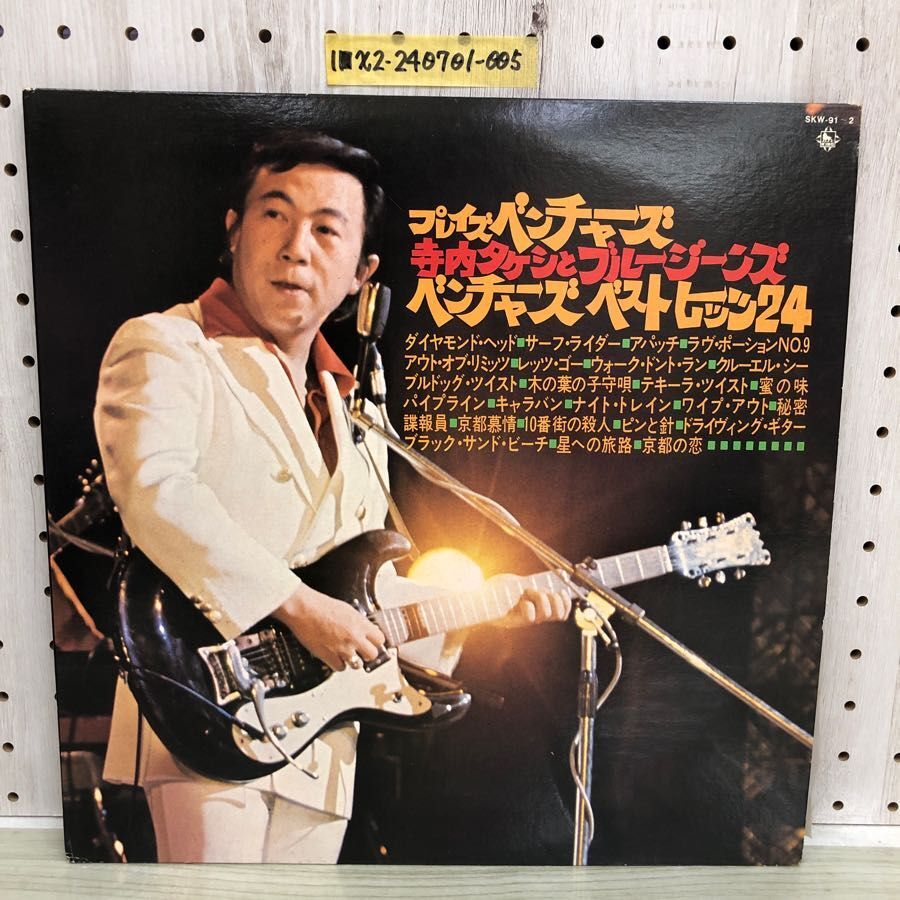 1■X2-240701-005
SKW-91~2
プレイズベンチャーズ
寺内タケシとブルージーンズ
ベンチャーズ ベストヒッツ24
ダイヤモンド・ヘッド■サーフ・ライダー■アパッチ■ラヴ・ポーションNO.9
アウト・オブ・リミッツ■レッツ・ゴー■ウォーク・ドント・ラン■クルーエル・シー
ブルドッグ・ツイスト■木の葉の子守唄■テキーラ・ツイスト■蜜の味
パイプライン■キャラバン■ナイト・トレイン■ワイプ・アウト■秘密
諜報員■京都慕情■10番街の殺人■ピンと針■ドライヴィング・ギター
ブラック・サンド・ビーチ■星への旅路■京都の恋■■■■■■■■